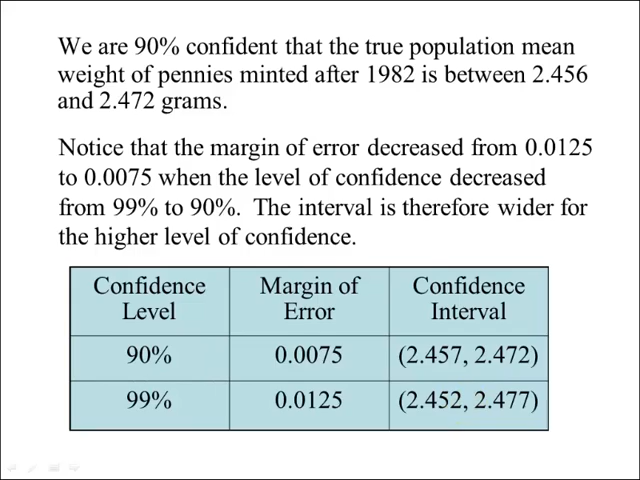 We are 90% confident that the true population mean
weight of pennies minted after 1982 is between 2.456
and 2.472 grams.
Notice that the margin of error decreased from 0.0125
to 0.0075 when the level of confidence decreased
from 99% to 90%. The interval is therefore wider for
the higher level of confidence.
Confidence Level Margin of Error Confidence Interval
90% 0.0075 (2.457, 2.472)
99% 0.0125 (2.452, 2.477)